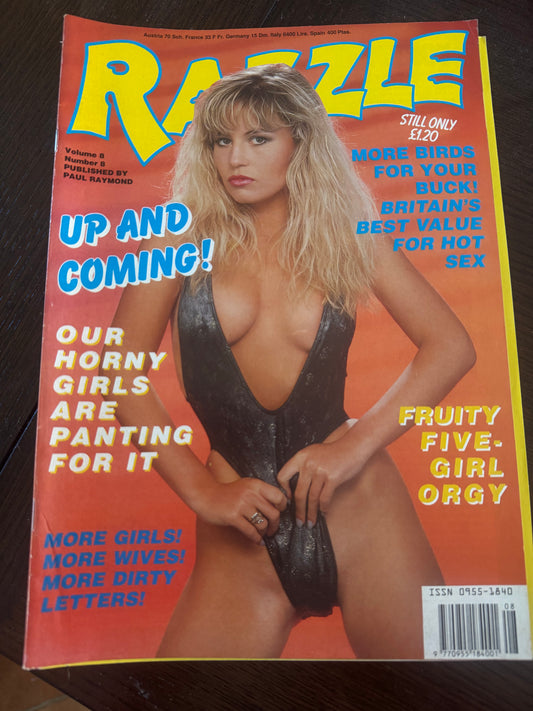 Austria 70 Sch. France 33 F Fr. Germany 15 Dm. Italy 6400 Lire. Spain 400 Ptas.
RAZZLE
STILL ONLY
£1.20
Volume 8
Number 8
PUBLISHED BY
PAUL RAYMOND
MORE BIRDS
FOR YOUR
BUCK!
BRITAIN'S
BEST VALUE
FOR HOT
SEX
UP AND
COMING!
OUR
HORNY
GIRLS
ARE
PANTING
FOR IT
FRUITY
FIVE-
GIRL
ORGY
MORE GIRLS!
MORE WIVES!
MORE DIRTY
LETTERS!
ISSN 0955-1840
08
9 770955 184001